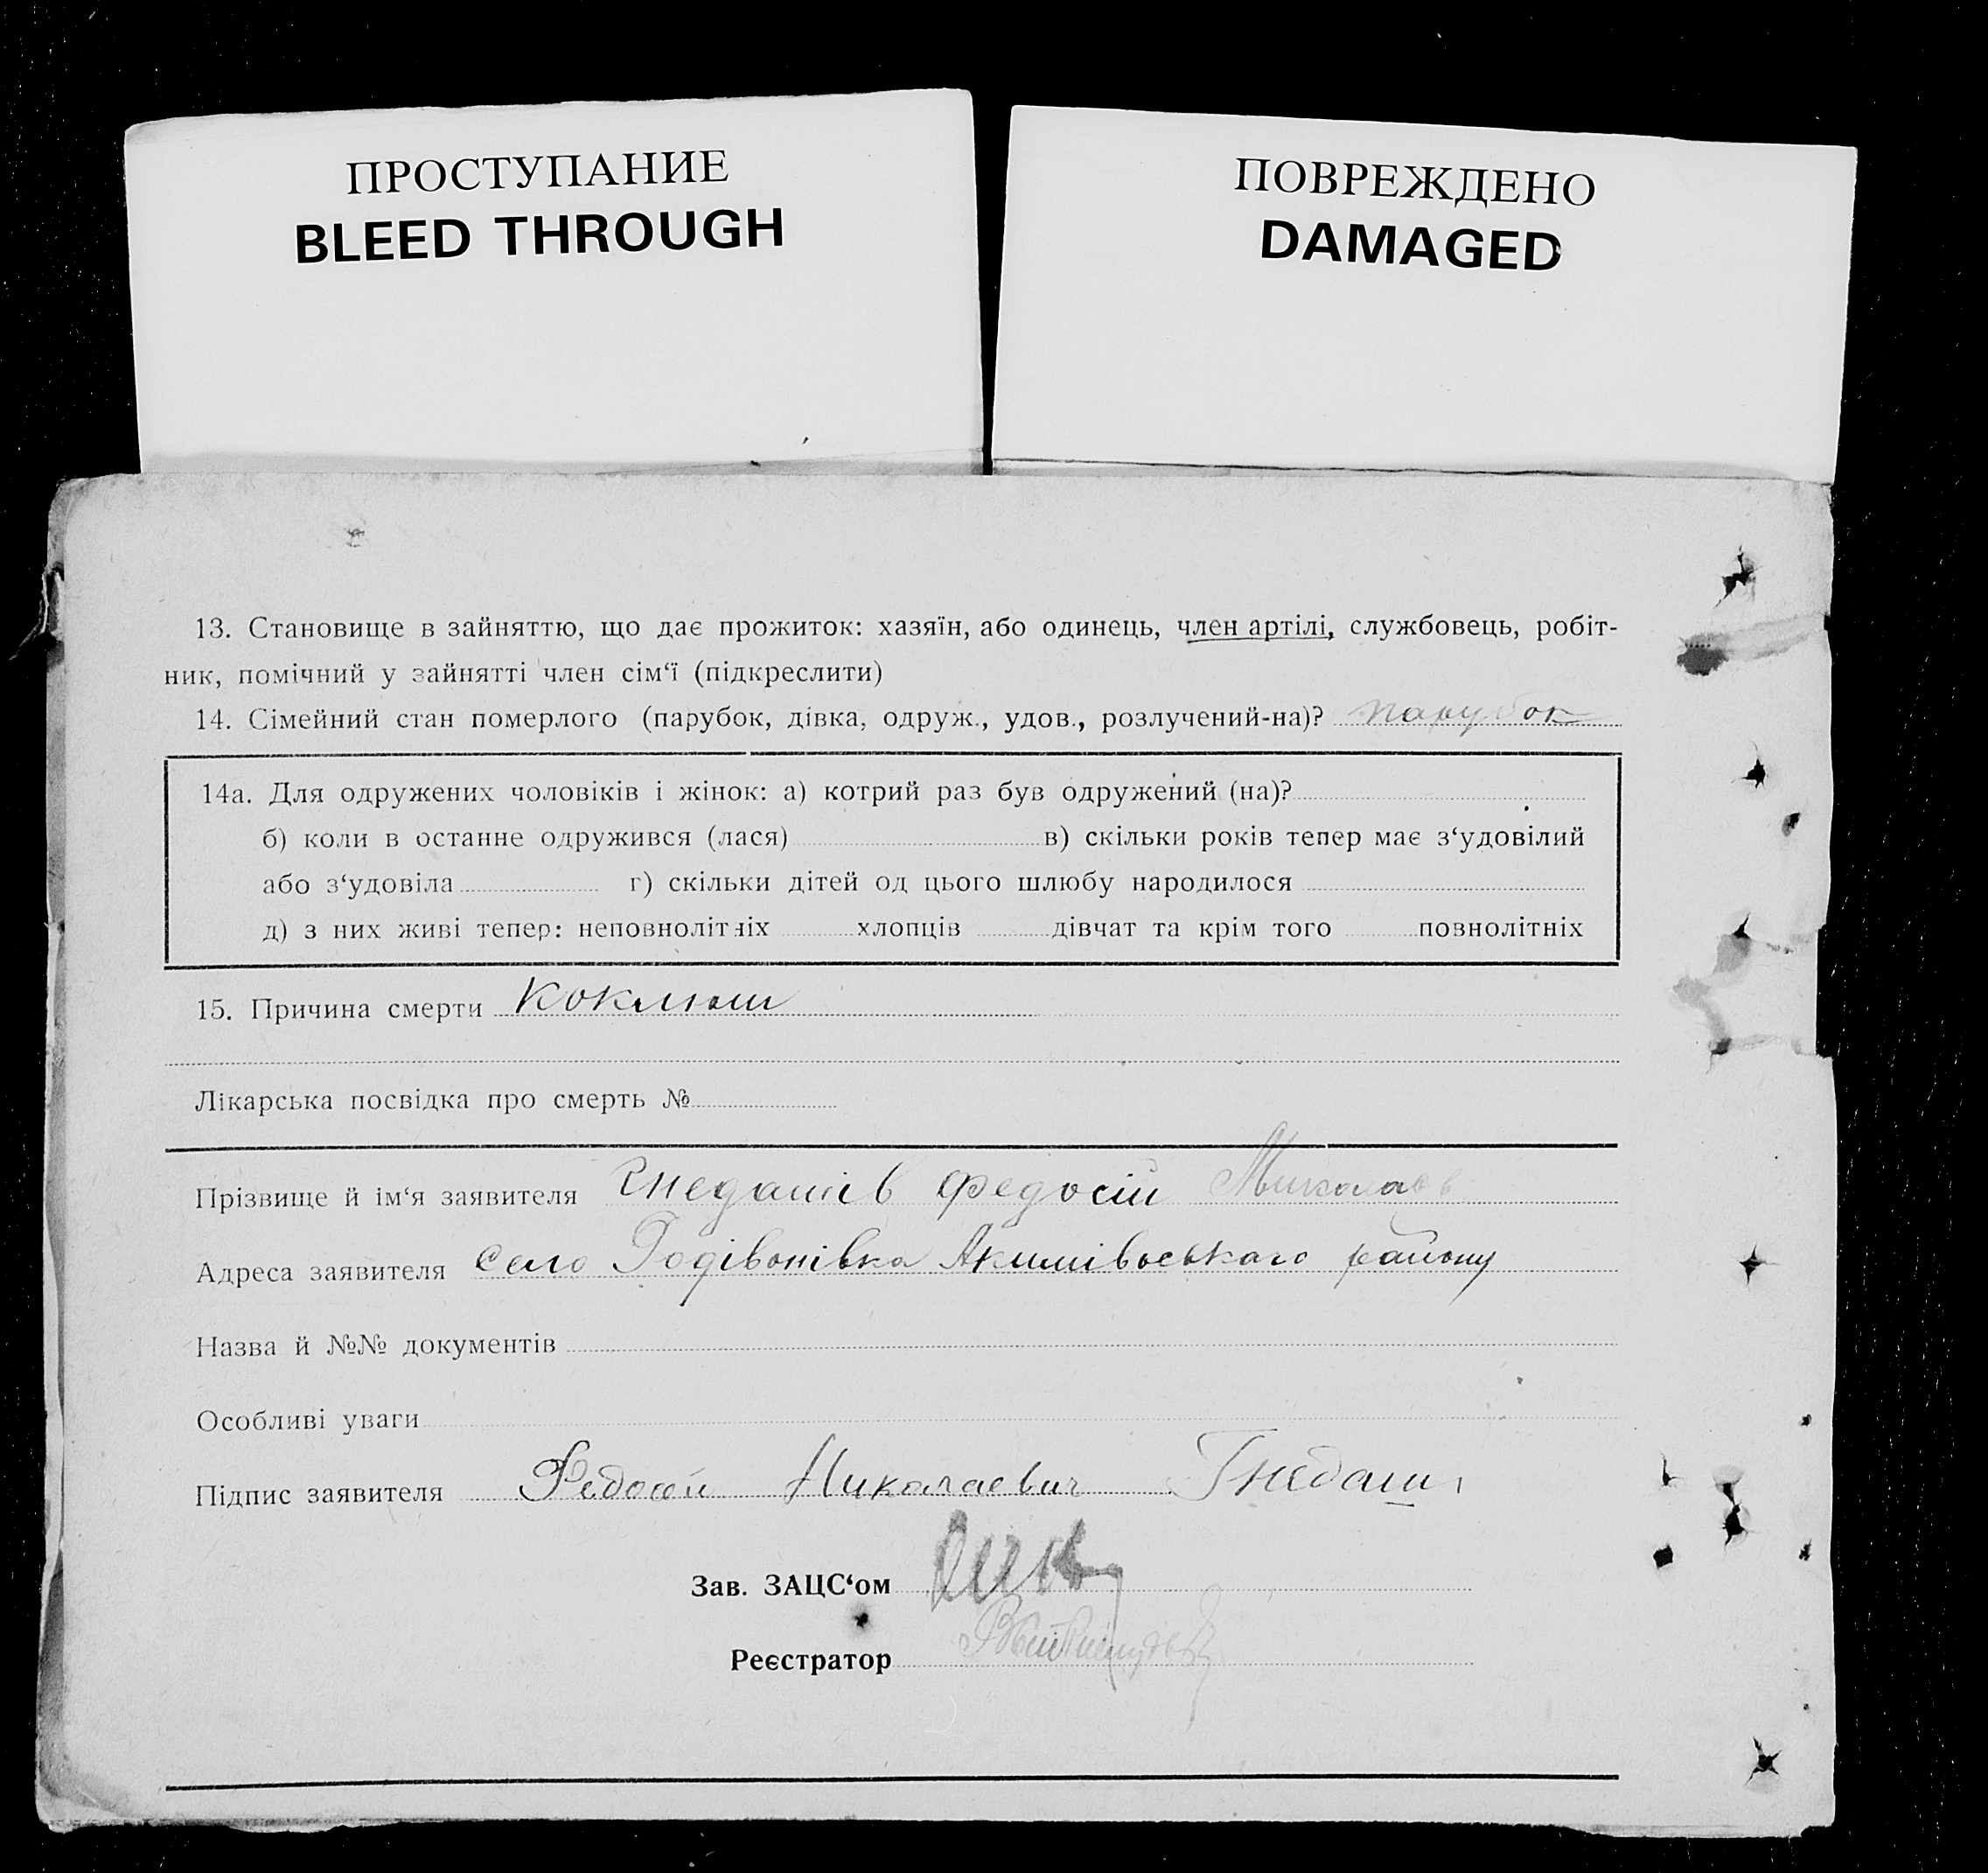 ПРОСТУПАНИЕ
BLEED THROUGH
ПОВРЕЖДЕНО
DAMAGED
13. Становище в зайняттю, що дає прожиток: хазяїн, або одинець, член артілі, службовець, робіт-
ник, помічний у зайнятті член сім‘ї (підкреслити)
14. Сімейний стан померлого (парубок, дівка, одруж., удов., розлучений-на)? парубок
14а. Для одружених чоловіків і жінок: а) котрий раз був одружений (на)?
б) коли в останне одружився (лася) в) скільки років тепер має з‘удовілий
або з‘удовіла г) скільки дітей од цього шлюбу народилося
д) з них живі тепер: неповнолітніх хлопців дівчат та крім того повнолітніх
15. Причина смерти Коклюш
Лікарська посвідка про смерть №
Прізвище й ім‘я заявителя Гнедашів Федосій
Адреса заявителя село Родівонівка Акимівського району
Назва й №№ документів
Особливі уваги
Підпис заявителя Федосей Николаевич Гнедаш
Зав. ЗАЦС‘ом
Реєстратор